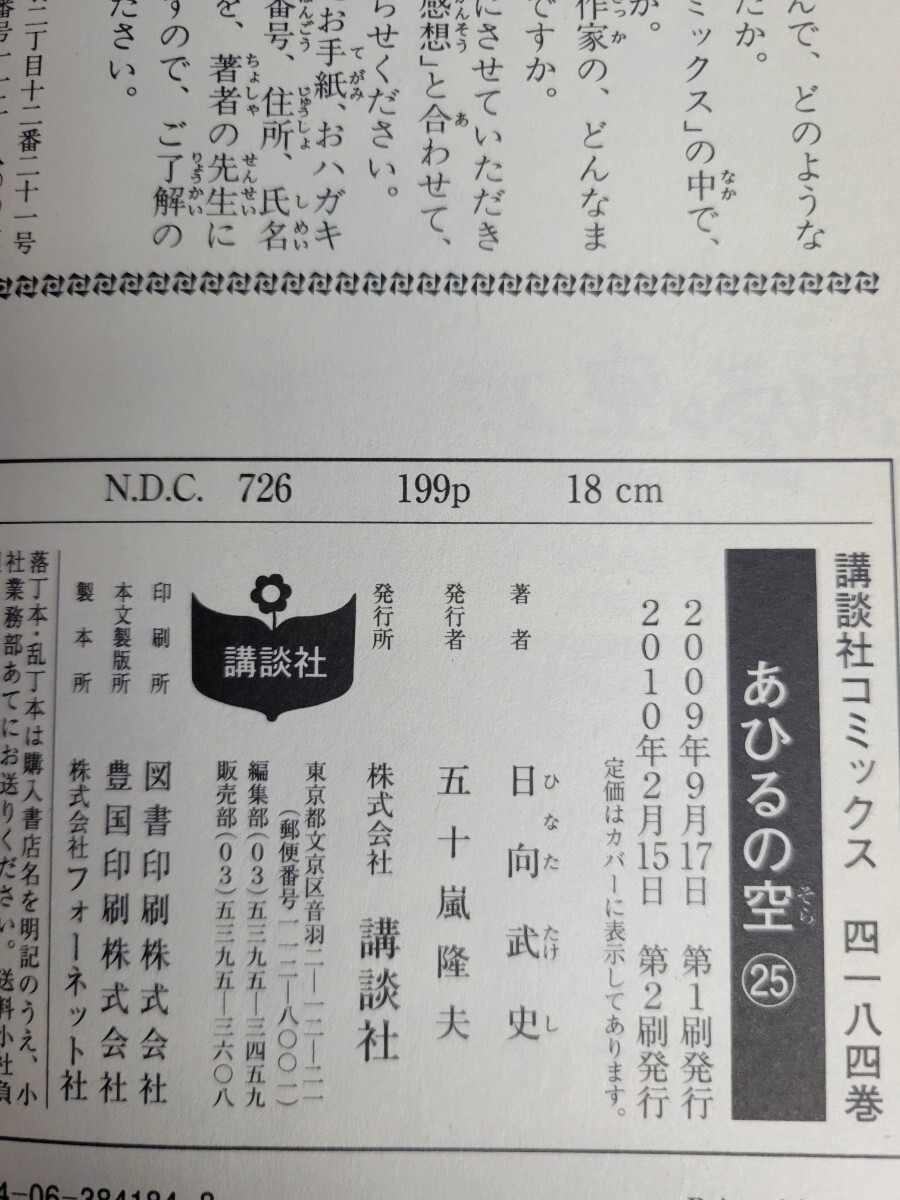 んで、どのような
たか。
ミックス」の中で、
か。
作家の、どんなま
ですか。
にさせていただき
感想」と合わせて、
らせください。
お手紙、おハガキ
番号、住所、氏名
を、著者の先生に
すので、ご了解の
ださい。
二丁目十二番二十一号
N.D.C. 726 199p 18 cm
講談社コミックス 四一八四巻
あひるの空 ㉕
2009年9月17日 第1刷発行
2010年2月15日 第2刷発行
定価はカバーに表示してあります。
著者 日向武史
発行者 五十嵐隆夫
発行所 株式会社 講談社
東京都文京区音羽二—一二—二一
(郵便番号一一二—八〇〇一)
編集部(03)五三九五—三四五九
販売部(03)五三九五—三六〇八
講談社
印刷所 図書印刷株式会社
本文製版所 豊国印刷株式会社
製本所 株式会社フォーネット社
落丁本・乱丁本は購入書店名を明記のうえ、小
社業務部あてにお送りください。送料小社負
4-06-384184-